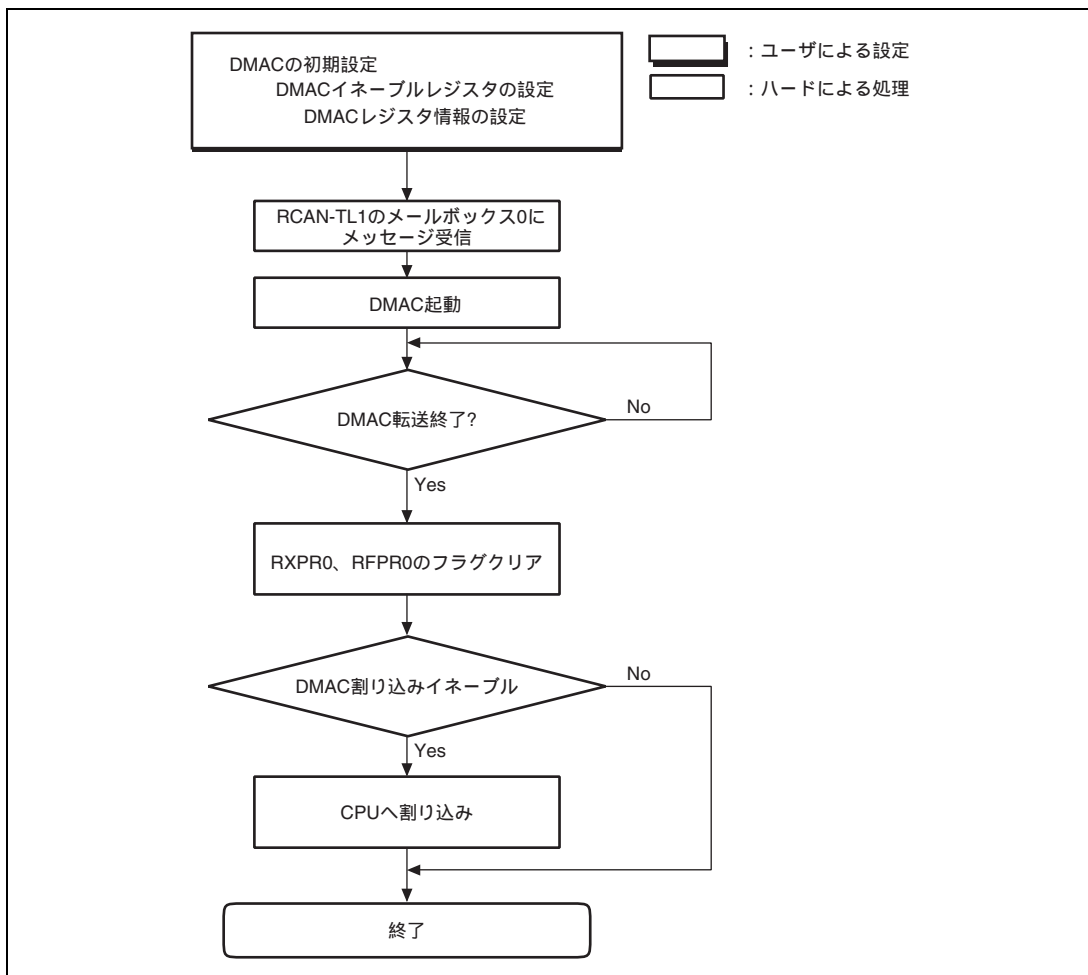 DMACの初期設定
DMACイネーブルレジスタの設定
DMACレジスタ情報の設定
：ユーザによる設定
：ハードによる処理
RCAN-TL1のメールボックス0に
メッセージ受信
DMAC起動
DMAC転送終了?
No
Yes
RXPR0、RFPR0のフラグクリア
DMAC割り込みイネーブル
No
Yes
CPUへ割り込み
終了